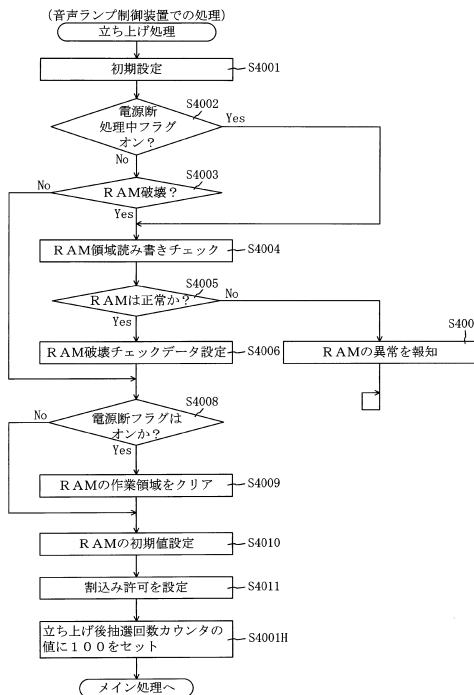 (音声ランプ制御装置での処理)
立ち上げ処理
初期設定
S4001
電源断
処理中フラグ
オン?
S4002
Yes
No
RAM破壊?
S4003
No
Yes
RAM領域読み書きチェック
S4004
RAMは正常か?
S4005
No
Yes
RAM破壊チェックデータ設定
S4006
RAMの異常を報知
S400
電源断フラグは
オンか?
S4008
No
Yes
RAMの作業領域をクリア
S4009
RAMの初期値設定
S4010
割込み許可を設定
S4011
立ち上げ後抽選回数カウンタの
値に100をセット
S4001H
メイン処理へ